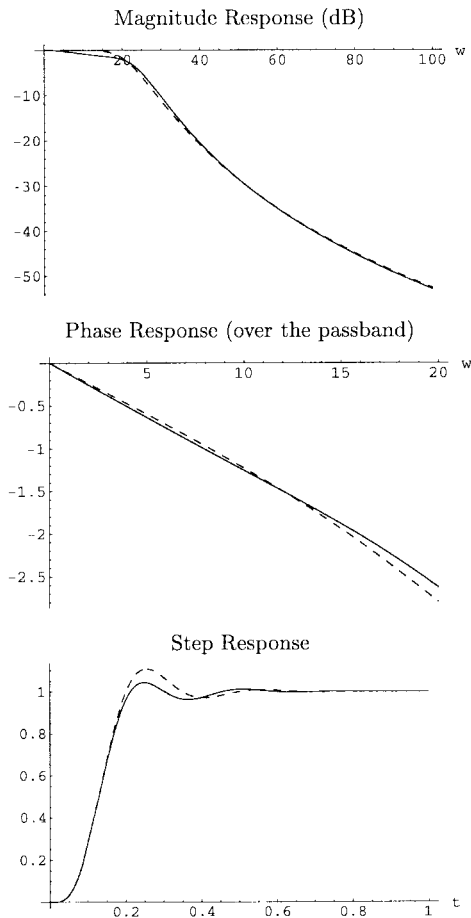 Magnitude Response (dB)
w
20 40 60 80 100
-10
-20
-30
-40
-50
Phase Response (over the passband)
w
5 10 15 20
-0.5
-1
-1.5
-2
-2.5
Step Response
1
0.8
0.6
0.4
0.2
0.2 0.4 0.6 0.8 1 t